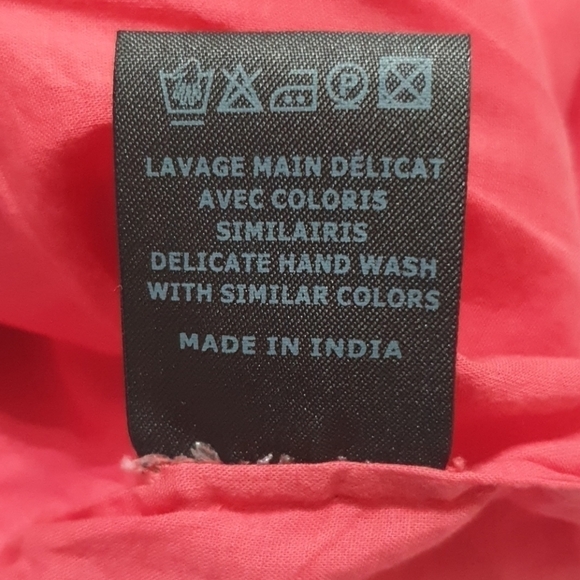 P
LAVAGE MAIN DÉLICAT
AVEC COLORIS
SIMILAIRIS
DELICATE HAND WASH
WITH SIMILAR COLORS
MADE IN INDIA